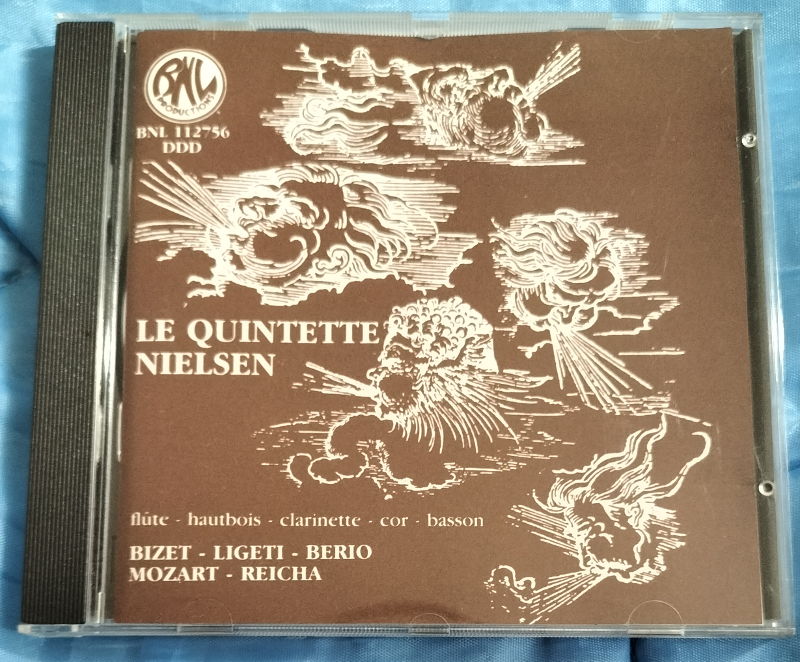 BNL
PRODUCTIONS
BNL 112756
DDD
LE QUINTETTE
NIELSEN
flûte - hautbois - clarinette - cor - basson
BIZET - LIGETI - BERIO
MOZART - REICHA